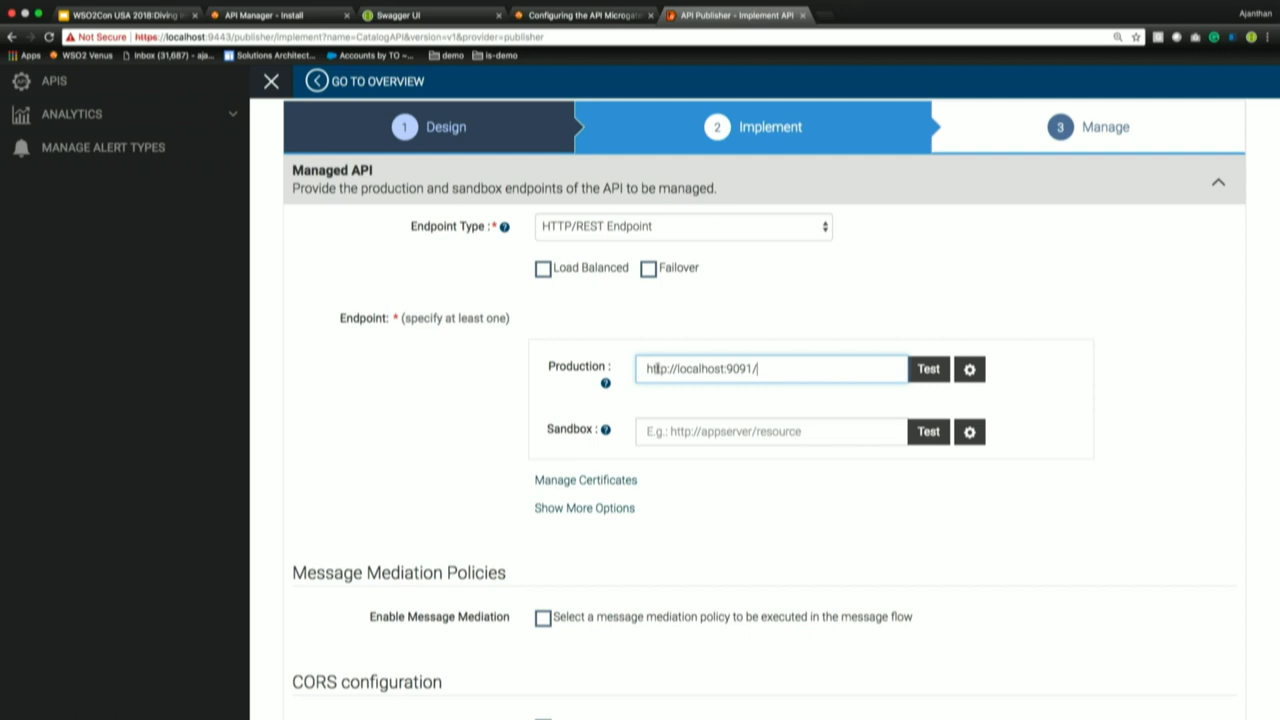 WSO2Con USA 2018:Diving
API Manager - Install
Swagger UI
Configuring the API Microgate
API Publisher - Implement API
Ajanthan
Not Secure | https://localhost:9443/publisher/implement?name=CatalogAPI&version=v1&provider=publisher
Apps WSO2 Venus Inbox (31,687) - aja... Solutions Architect... Accounts by TO –... demo is-demo
APIS
GO TO OVERVIEW
ANALYTICS
MANAGE ALERT TYPES
1 Design 2 Implement 3 Manage
Managed API
Provide the production and sandbox endpoints of the API to be managed.
Endpoint Type :* HTTP/REST Endpoint
Load Balanced Failover
Endpoint: * (specify at least one)
Production : http://localhost:9091/ Test
Sandbox : E.g.: http://appserver/resource Test
Manage Certificates
Show More Options
Message Mediation Policies
Enable Message Mediation Select a message mediation policy to be executed in the message flow
CORS configuration